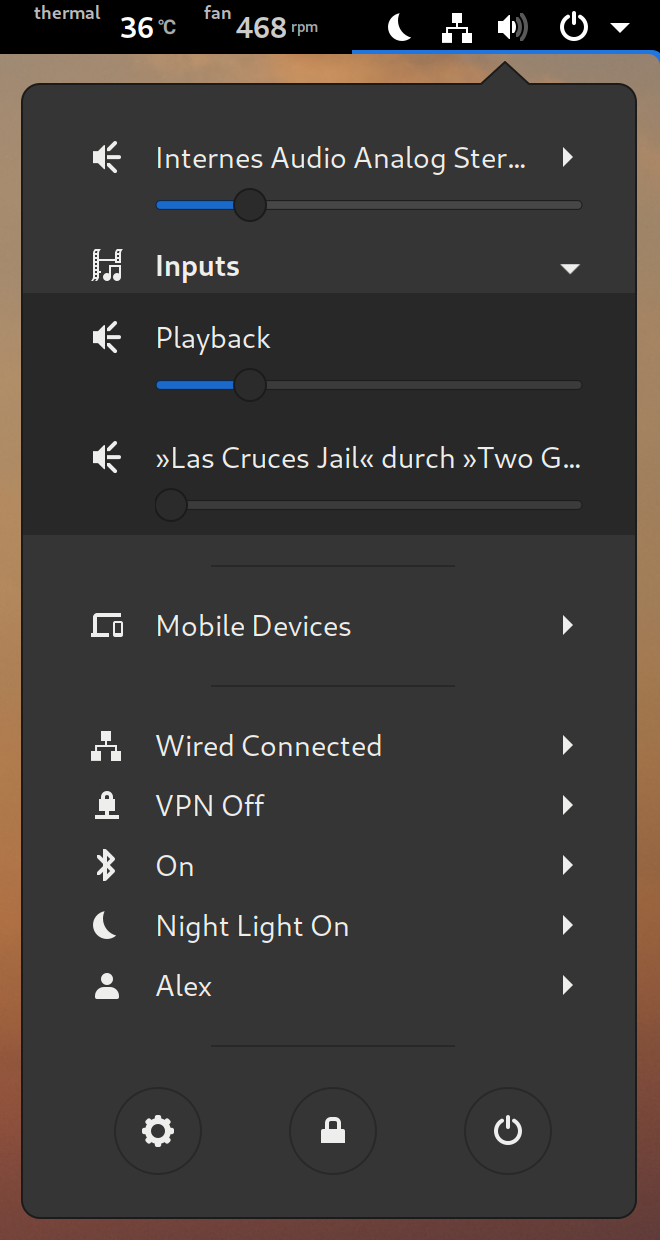 thermal 36 °C fan 468 rpm
Internes Audio Analog Ster...
Inputs
Playback
»Las Cruces Jail« durch »Two G...
Mobile Devices
Wired Connected
VPN Off
On
Night Light On
Alex